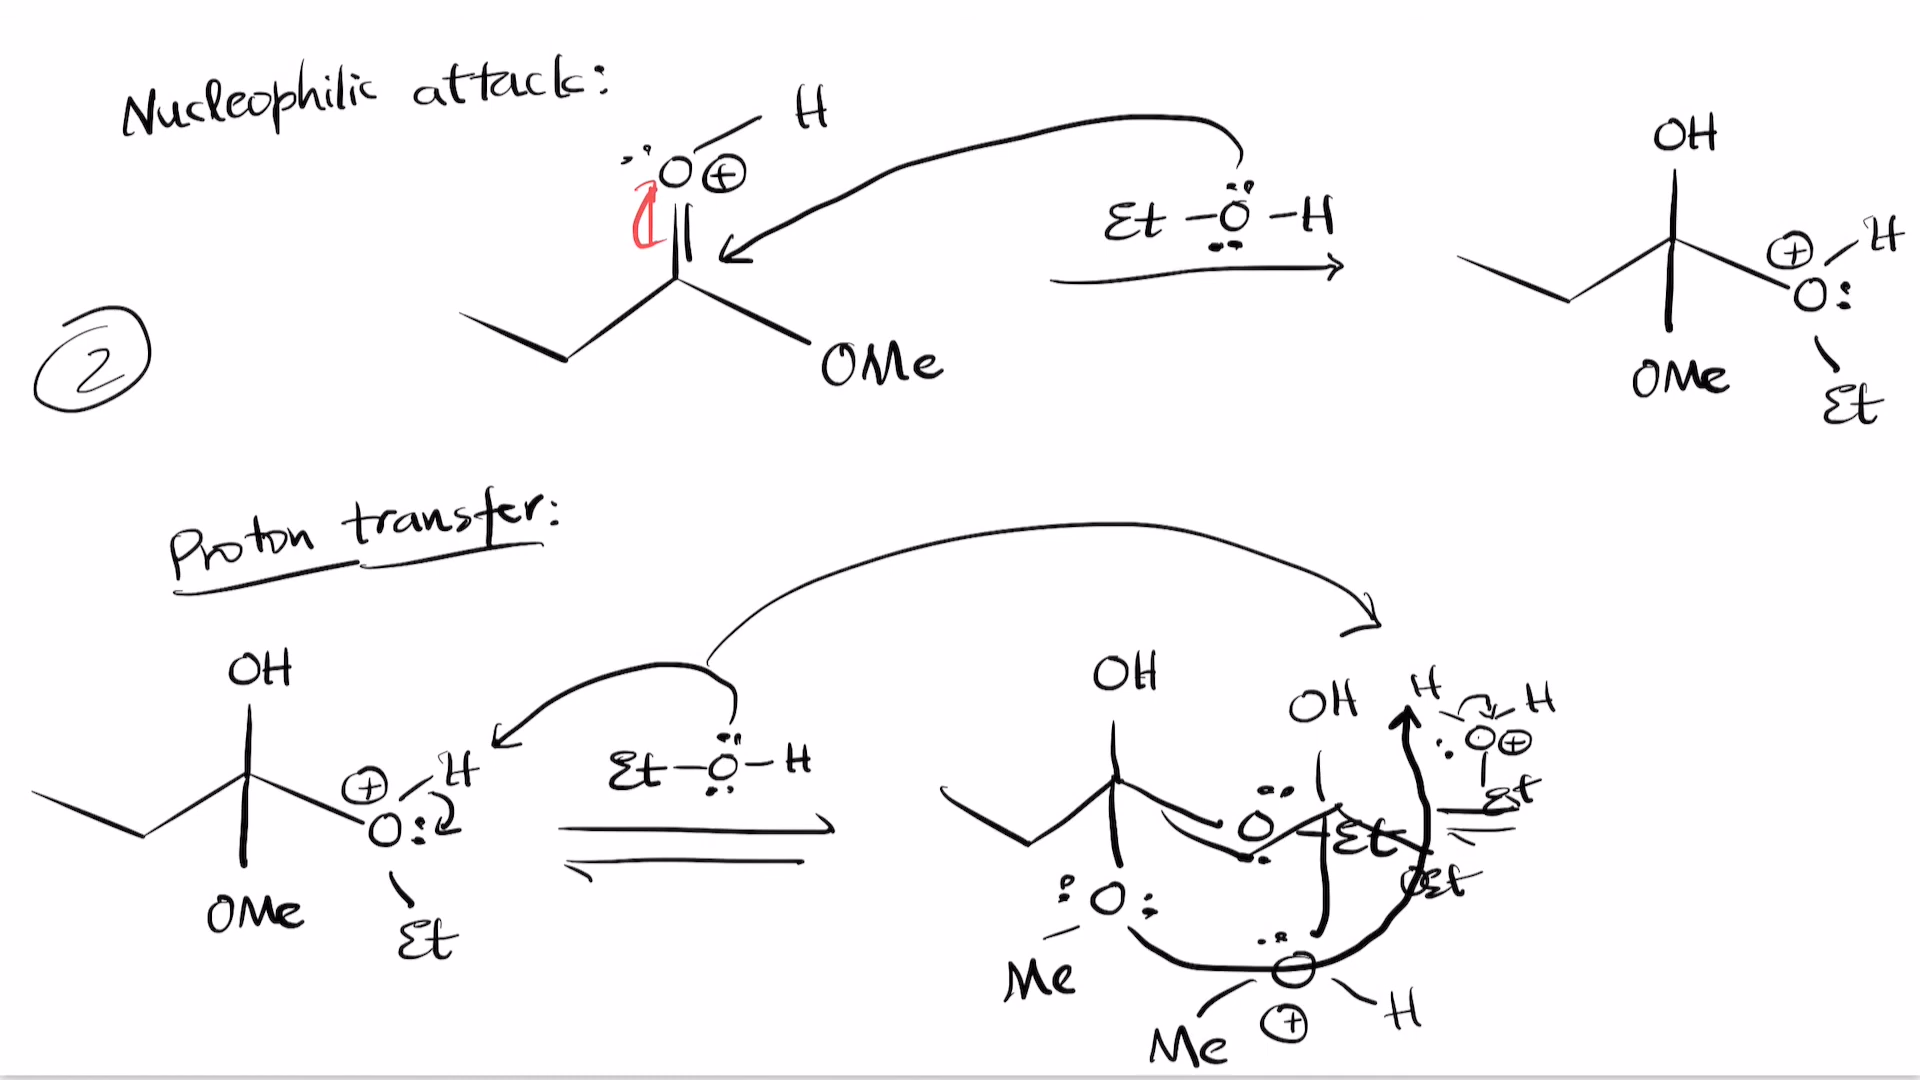 Nucleophilic attack:
H
O ⊕
Et-O-H
OH
⊕ H
O:
2
OMe
OMe
Et
Proton transfer:
OH
⊕ H
O:
Et-O-H
OMe
Et
OH
OH
H H
:O⊕
Et
O-Et
OEt
:O:
Me
O
Me ⊕ H